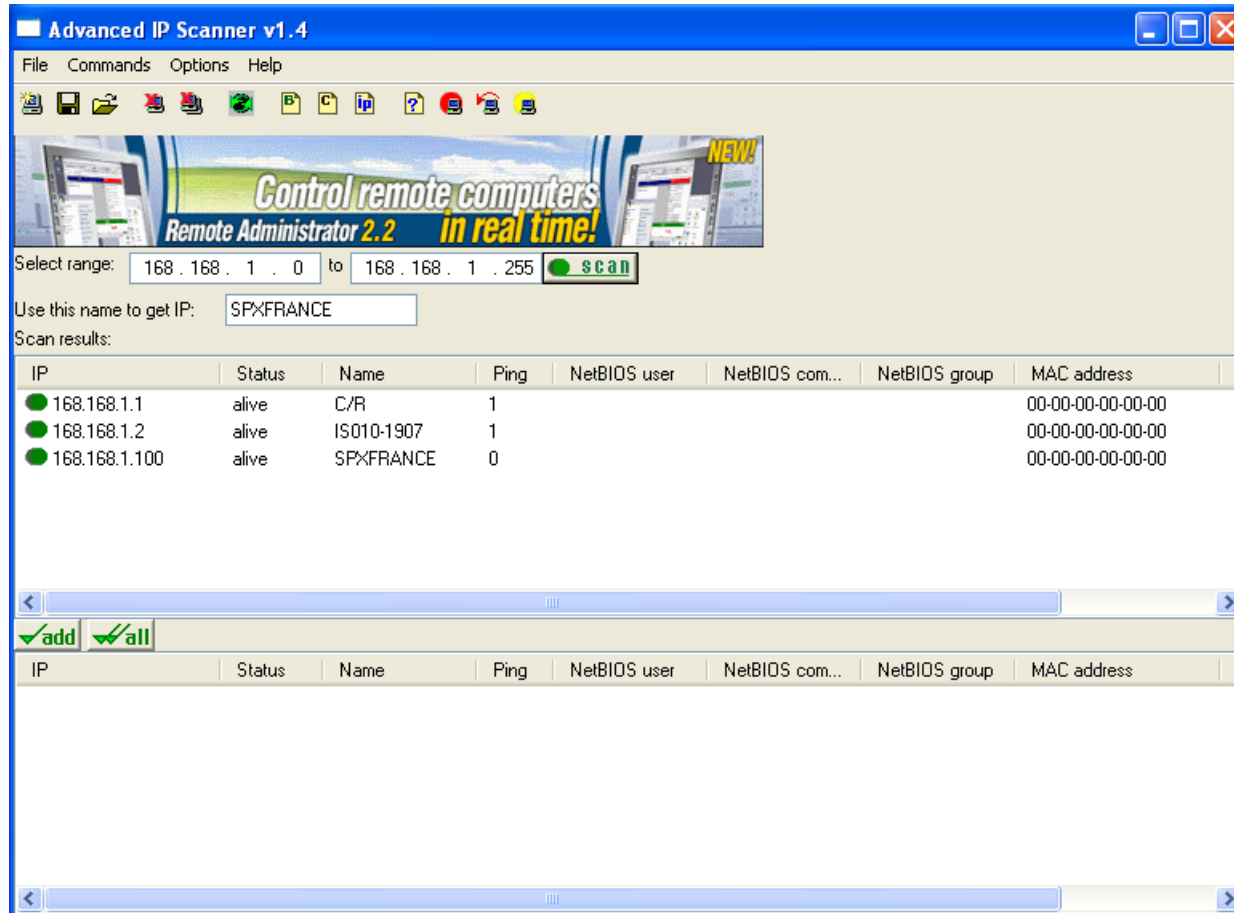 Advanced IP Scanner v1.4
File Commands Options Help
B C ip ?
NEW!
Control remote computers
Remote Administrator 2.2 in real time!
Select range: 168 . 168 . 1 . 0 to 168 . 168 . 1 . 255 scan
Use this name to get IP: SPXFRANCE
Scan results:
IP Status Name Ping NetBIOS user NetBIOS com... NetBIOS group MAC address
168.168.1.1 alive C/R 1 00-00-00-00-00-00
168.168.1.2 alive IS010-1907 1 00-00-00-00-00-00
168.168.1.100 alive SPXFRANCE 0 00-00-00-00-00-00
add all
IP Status Name Ping NetBIOS user NetBIOS com... NetBIOS group MAC address